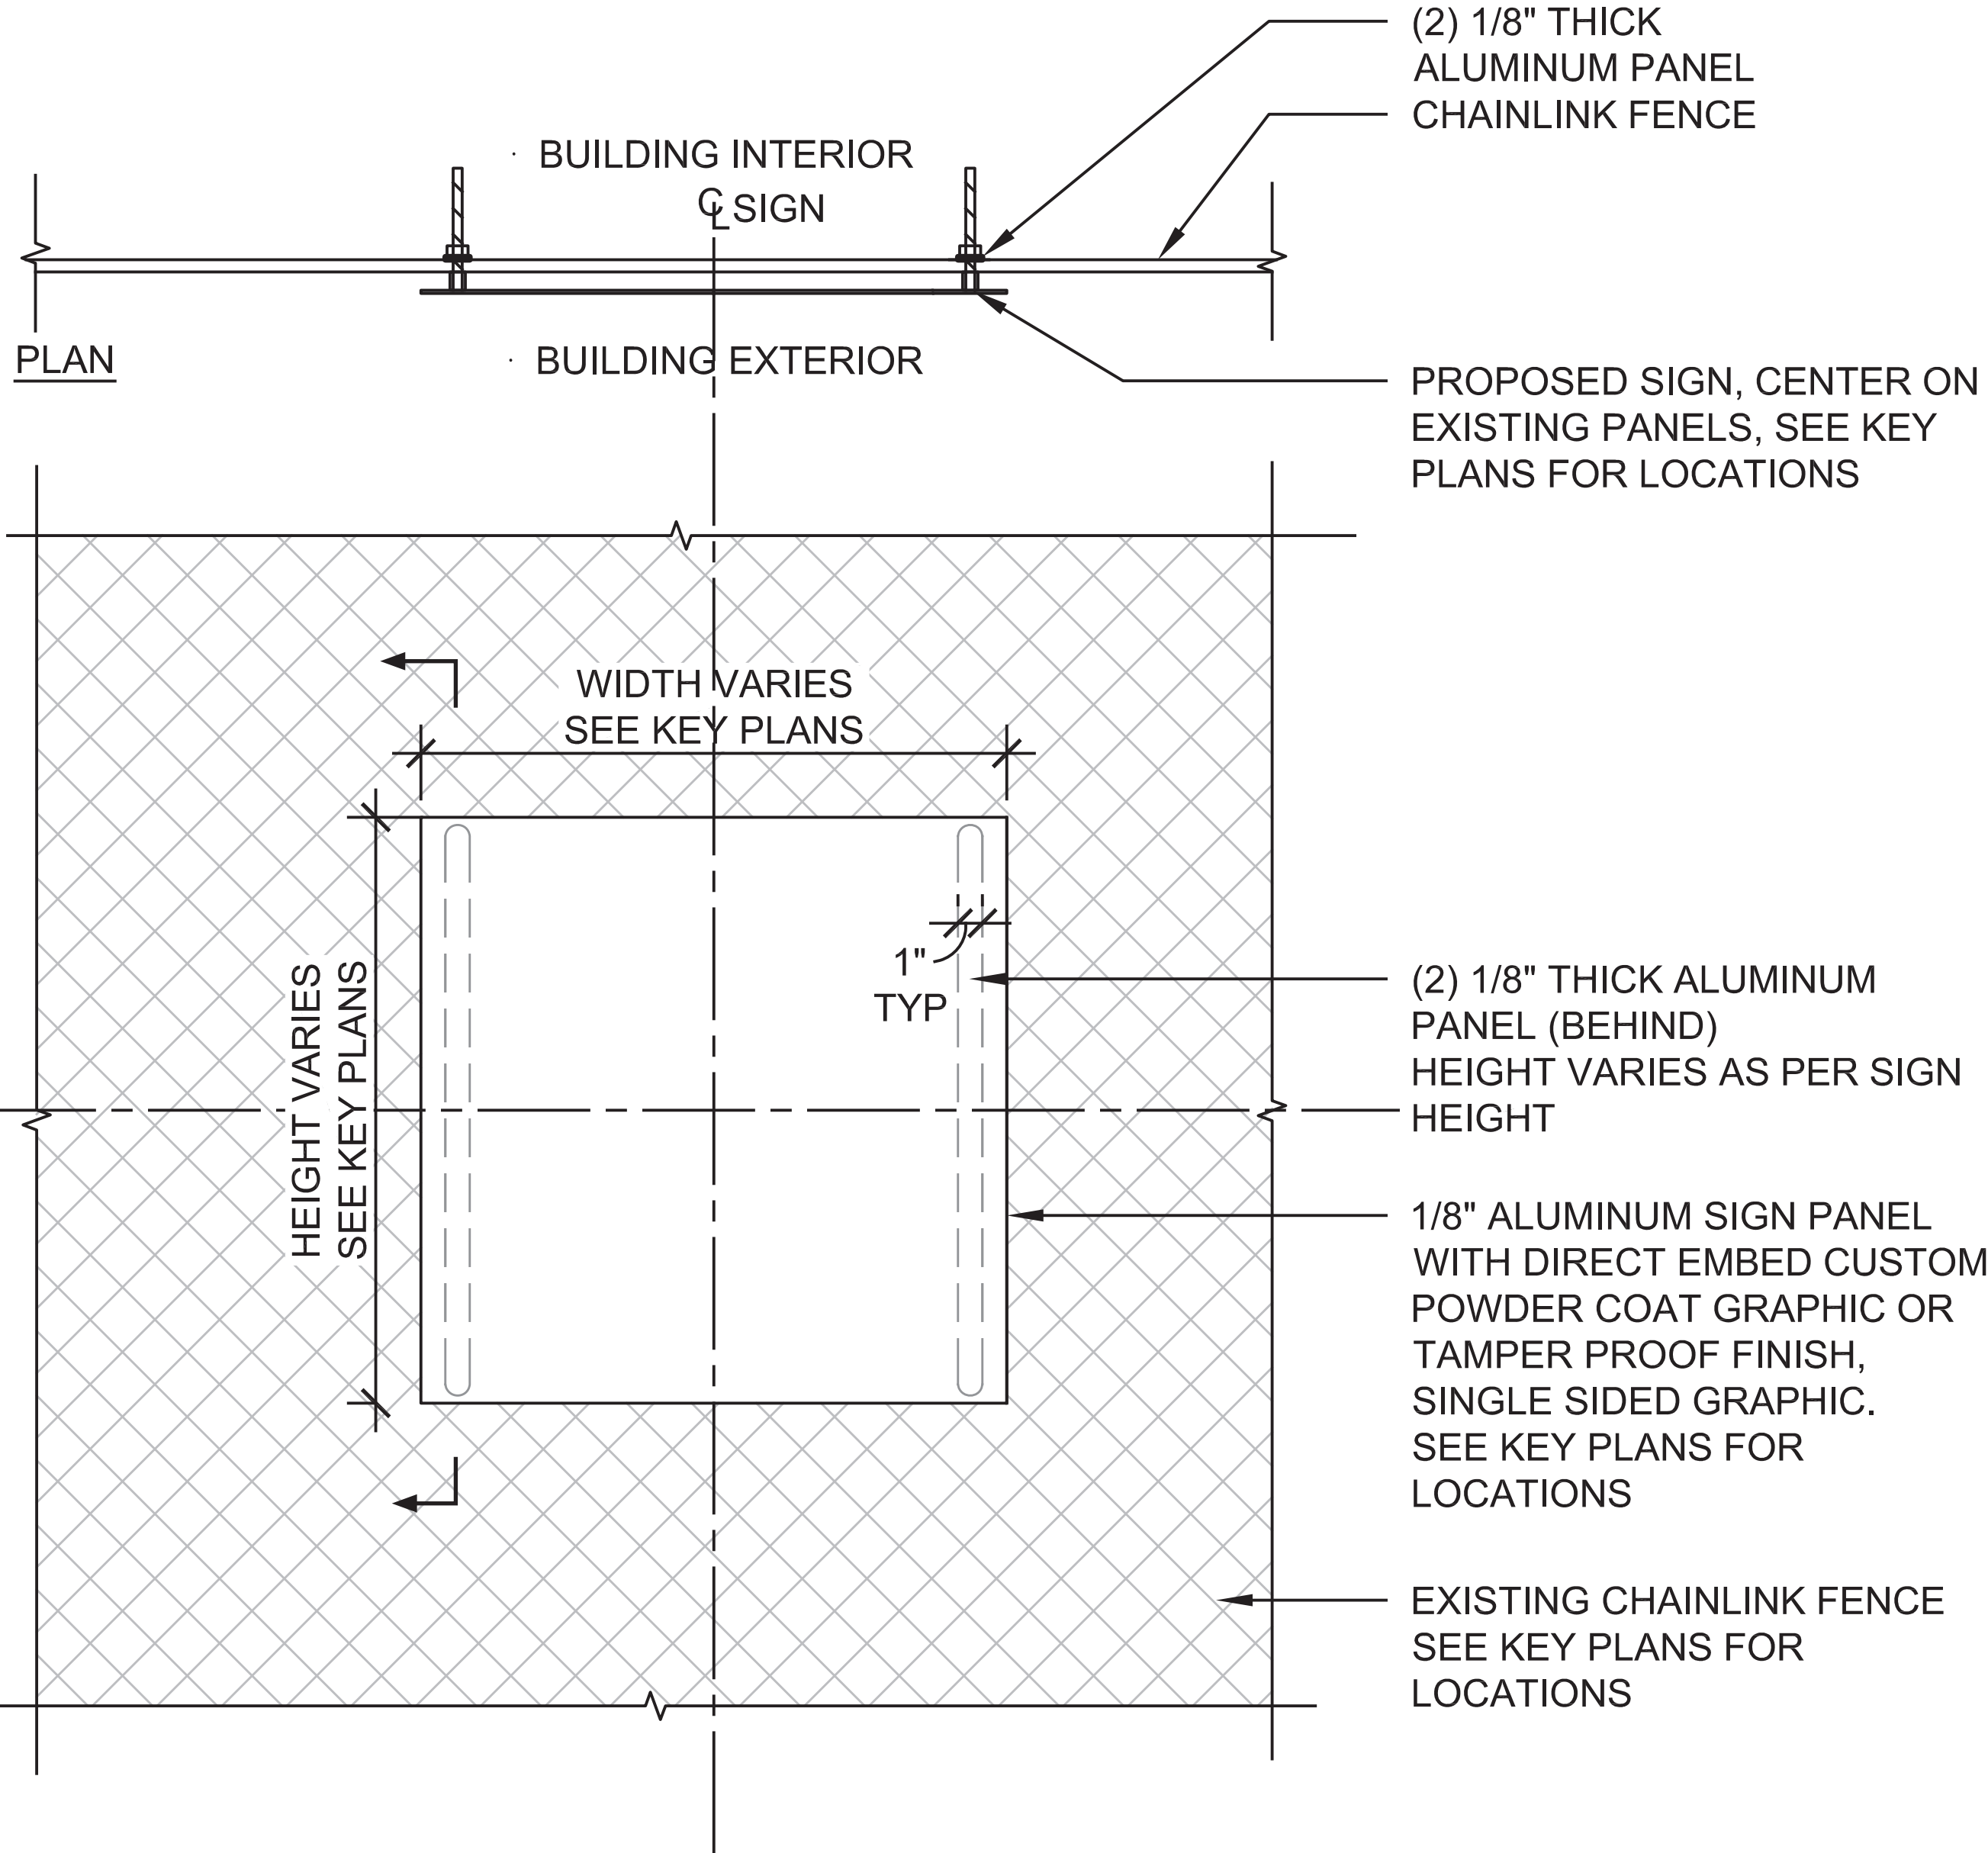 (2) 1/8" THICK
ALUMINUM PANEL
CHAINLINK FENCE
BUILDING INTERIOR
CL SIGN
PLAN
BUILDING EXTERIOR
PROPOSED SIGN, CENTER ON
EXISTING PANELS, SEE KEY
PLANS FOR LOCATIONS
WIDTH VARIES
SEE KEY PLANS
HEIGHT VARIES
SEE KEY PLANS
1"
TYP
(2) 1/8" THICK ALUMINUM
PANEL (BEHIND)
HEIGHT VARIES AS PER SIGN
HEIGHT
1/8" ALUMINUM SIGN PANEL
WITH DIRECT EMBED CUSTOM
POWDER COAT GRAPHIC OR
TAMPER PROOF FINISH,
SINGLE SIDED GRAPHIC.
SEE KEY PLANS FOR
LOCATIONS
EXISTING CHAINLINK FENCE
SEE KEY PLANS FOR
LOCATIONS